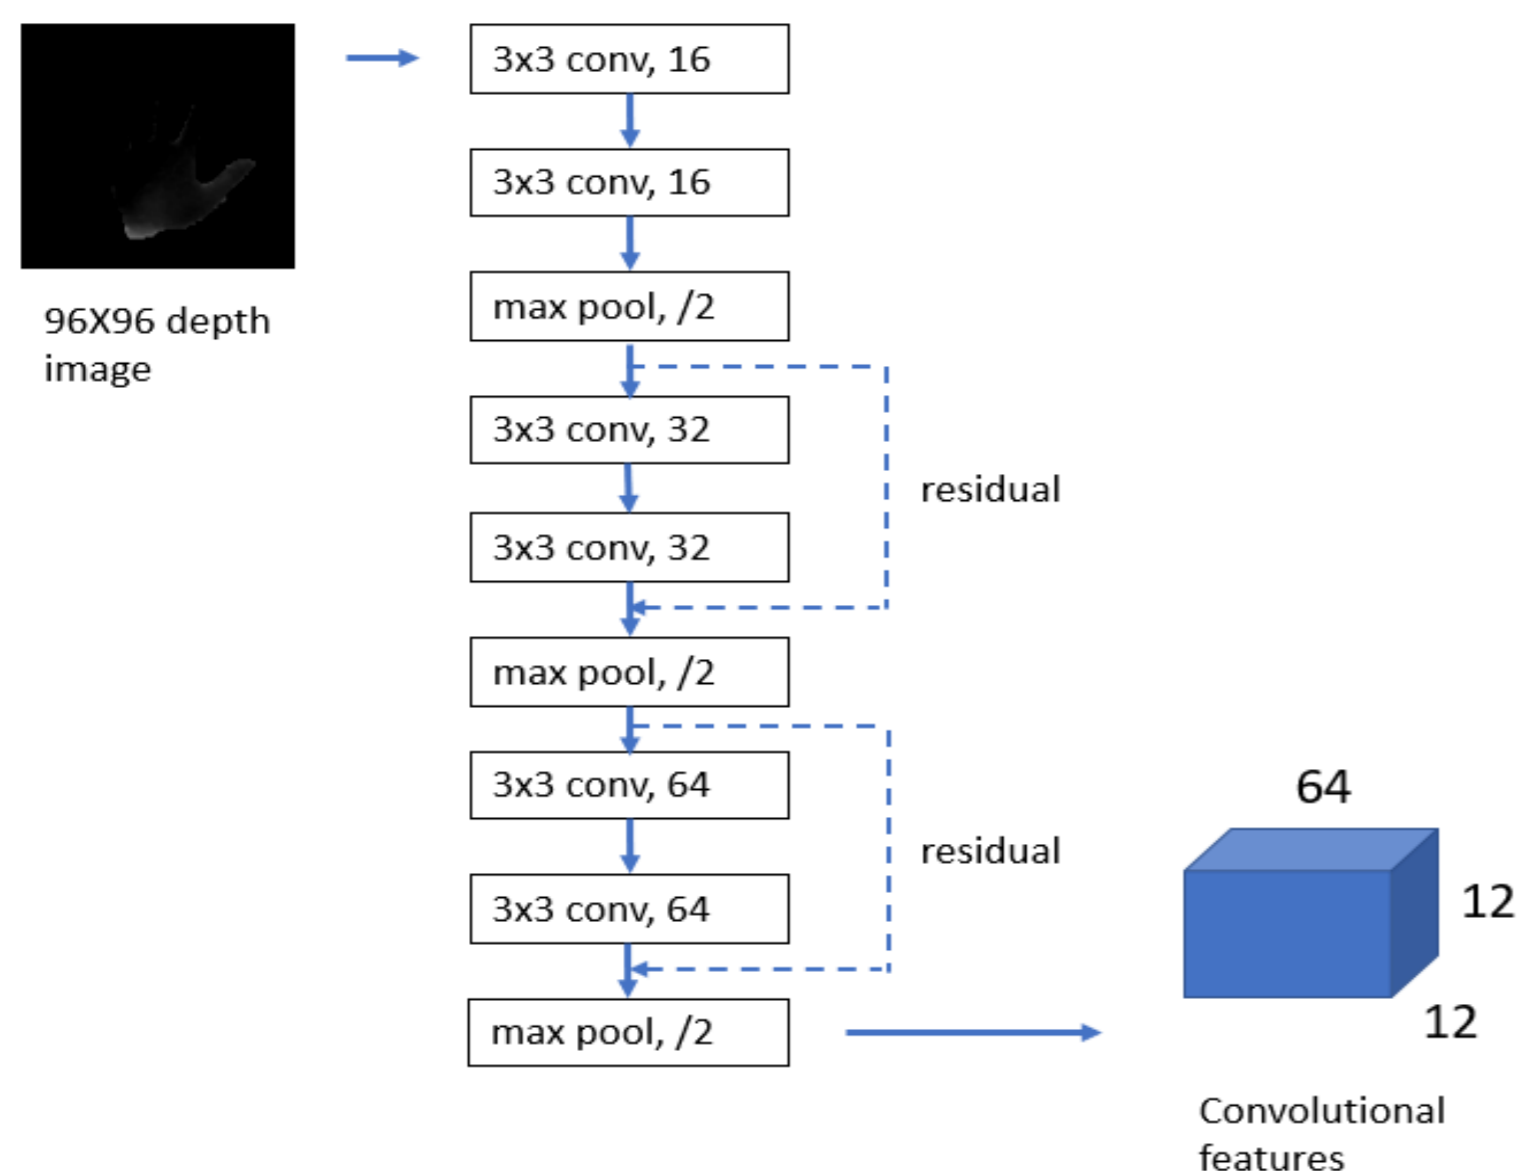 96X96 depth
image
3x3 conv, 16
3x3 conv, 16
max pool, /2
3x3 conv, 32
residual
3x3 conv, 32
max pool, /2
3x3 conv, 64
residual
3x3 conv, 64
max pool, /2
64
12
12
Convolutional
features